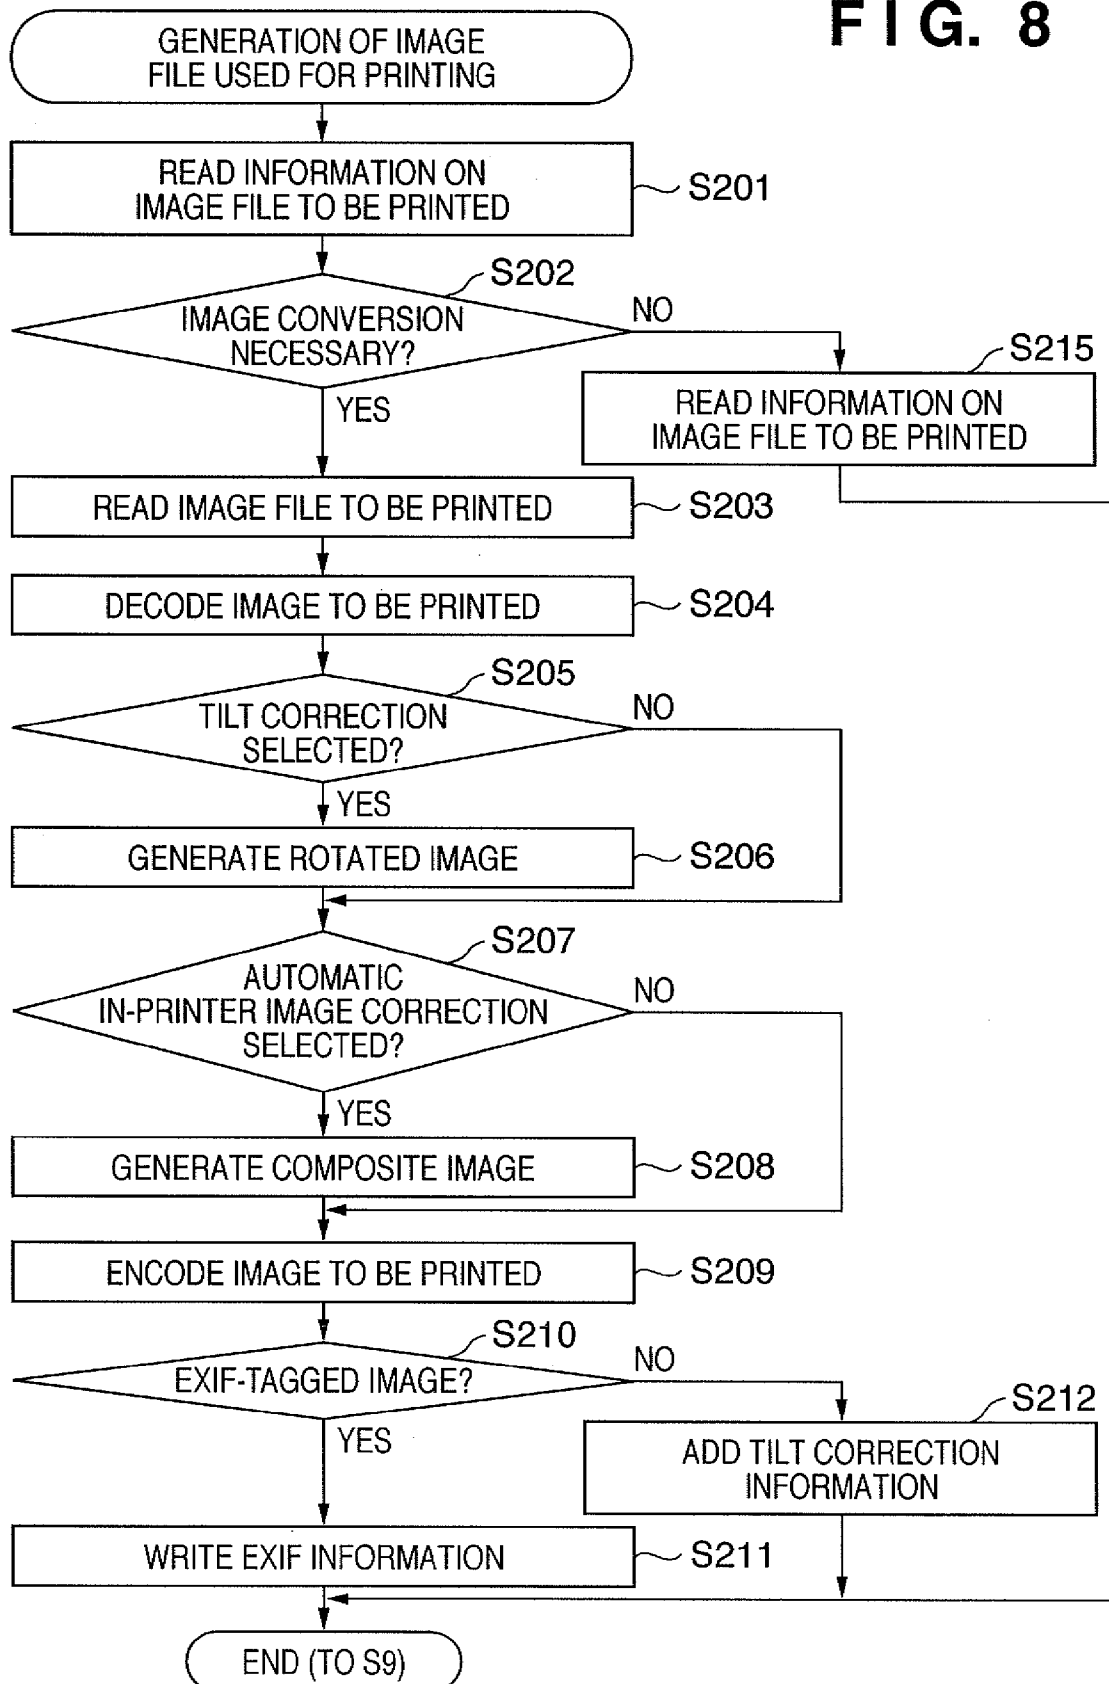 FIG. 8
GENERATION OF IMAGE
FILE USED FOR PRINTING
READ INFORMATION ON
IMAGE FILE TO BE PRINTED
S201
S202
IMAGE CONVERSION
NECESSARY?
NO
YES
S215
READ INFORMATION ON
IMAGE FILE TO BE PRINTED
READ IMAGE FILE TO BE PRINTED
S203
DECODE IMAGE TO BE PRINTED
S204
S205
TILT CORRECTION
SELECTED?
NO
YES
GENERATE ROTATED IMAGE
S206
S207
AUTOMATIC
IN-PRINTER IMAGE CORRECTION
SELECTED?
NO
YES
GENERATE COMPOSITE IMAGE
S208
ENCODE IMAGE TO BE PRINTED
S209
S210
EXIF-TAGGED IMAGE?
NO
YES
S212
ADD TILT CORRECTION
INFORMATION
WRITE EXIF INFORMATION
S211
END (TO S9)